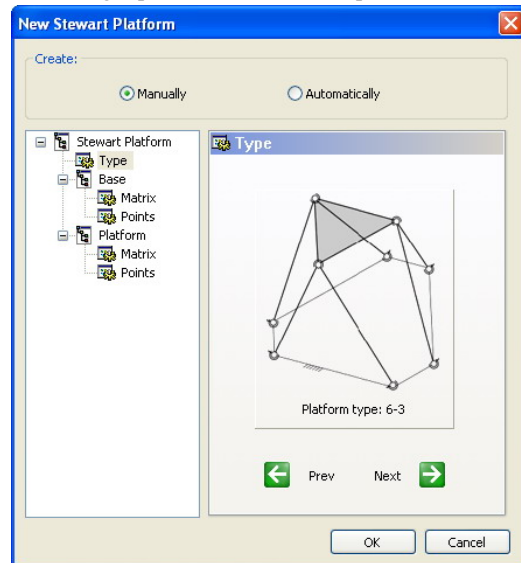 New Stewart Platform
Create:
Manually Automatically
Stewart Platform
Type
Base
Matrix
Points
Platform
Matrix
Points
Type
Platform type: 6-3
Prev Next
OK Cancel